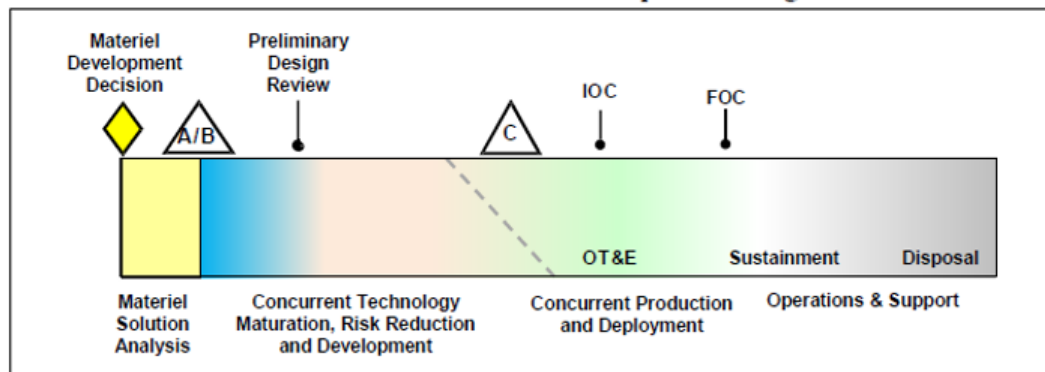 Materiel
Development
Decision
Preliminary
Design
Review
IOC
FOC
A/B
C
OT&E
Sustainment
Disposal
Materiel
Solution
Analysis
Concurrent Technology
Maturation, Risk Reduction
and Development
Concurrent Production
and Deployment
Operations & Support